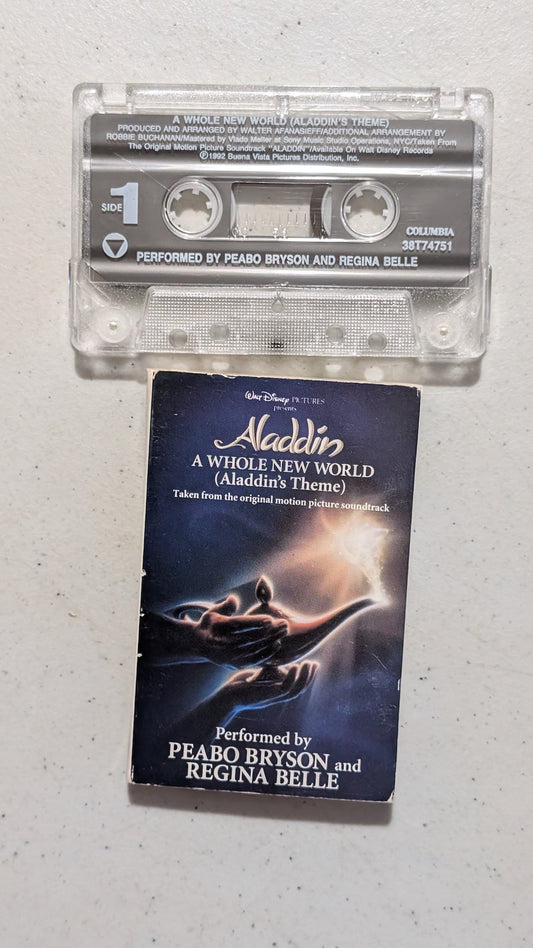 A WHOLE NEW WORLD (ALADDIN'S THEME)
PRODUCED AND ARRANGED BY WALTER AFANASIEFF/ADDITIONAL ARRANGEMENT BY
ROBBIE BUCHANAN/Mastered by Vlado Meller at Sony Music Studio Operations, NYC/Taken From
The Original Motion Picture Soundtrack "ALADDIN"/Available On Walt Disney Records
℗1992 Buena Vista Pictures Distribution, Inc.
SIDE 1
COLUMBIA
38T74751
PERFORMED BY PEABO BRYSON AND REGINA BELLE
Walt Disney PICTURES
presents
Aladdin
A WHOLE NEW WORLD
(Aladdin's Theme)
Taken from the original motion picture soundtrack
Performed by
PEABO BRYSON and
REGINA BELLE